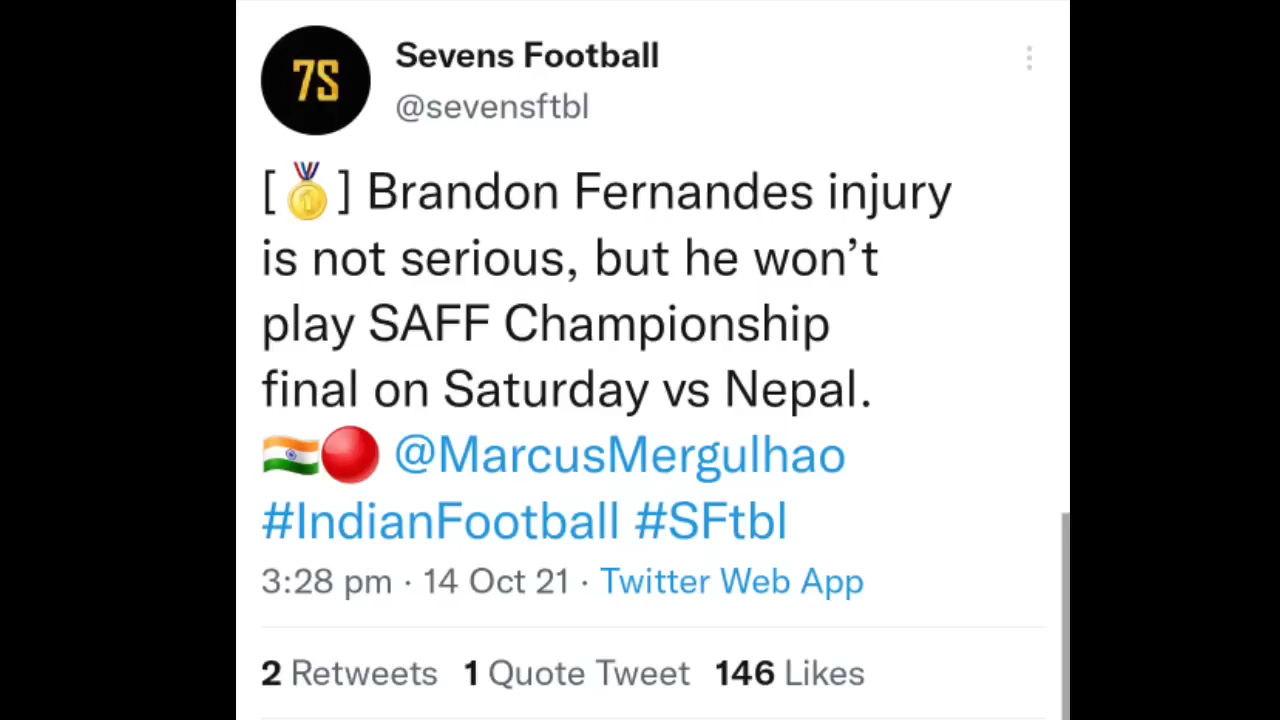 7S
Sevens Football
@sevensftbl
[🥇] Brandon Fernandes injury
is not serious, but he won’t
play SAFF Championship
final on Saturday vs Nepal.
🇮🇳🔴 @MarcusMergulhao
#IndianFootball #SFtbl
3:28 pm · 14 Oct 21 · Twitter Web App
2 Retweets 1 Quote Tweet 146 Likes